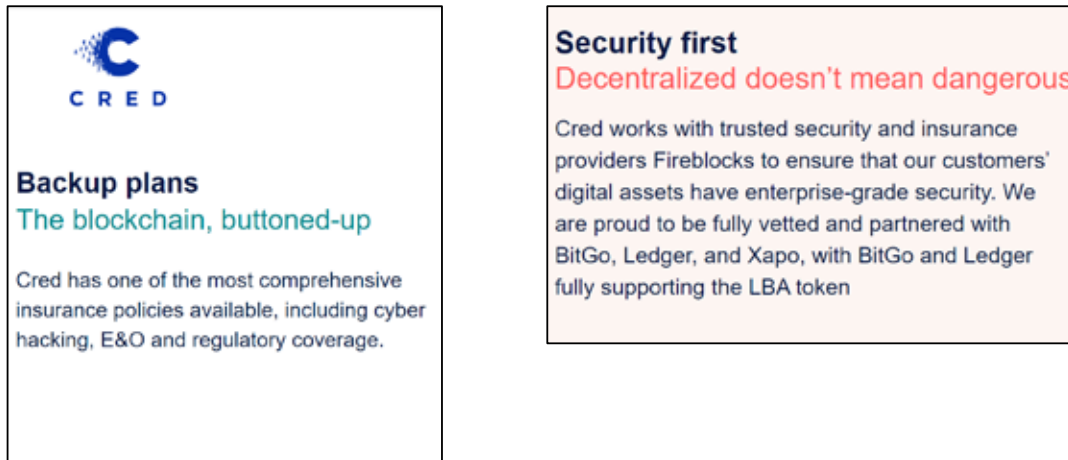 CRED
Backup plans
The blockchain, buttoned-up
Cred has one of the most comprehensive
insurance policies available, including cyber
hacking, E&O and regulatory coverage.
Security first
Decentralized doesn't mean dangerous
Cred works with trusted security and insurance
providers Fireblocks to ensure that our customers'
digital assets have enterprise-grade security. We
are proud to be fully vetted and partnered with
BitGo, Ledger, and Xapo, with BitGo and Ledger
fully supporting the LBA token